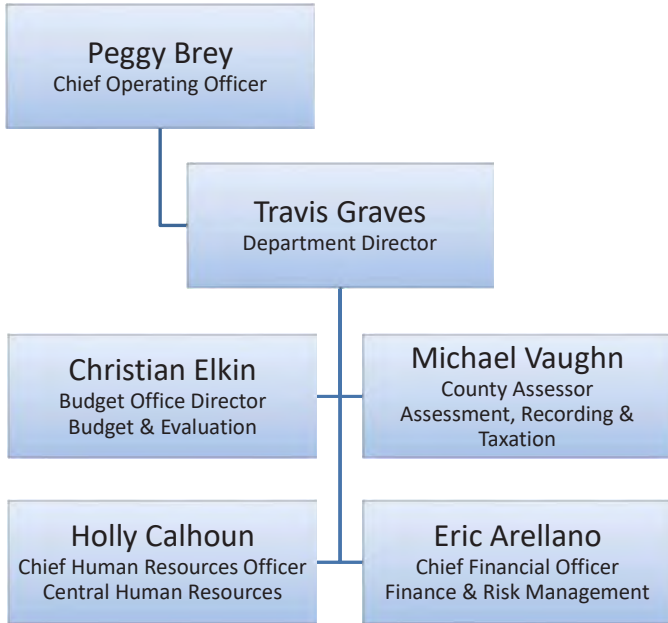 Peggy Brey
Chief Operating Officer
Travis Graves
Department Director
Christian Elkin
Budget Office Director
Budget & Evaluation
Michael Vaughn
County Assessor
Assessment, Recording &
Taxation
Holly Calhoun
Chief Human Resources Officer
Central Human Resources
Eric Arellano
Chief Financial Officer
Finance & Risk Management